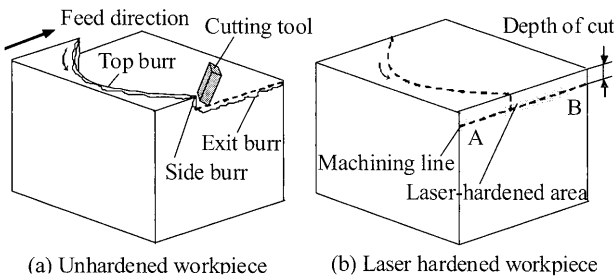 Feed direction
Cutting tool
Top burr
Exit burr
Side burr
(a) Unhardened workpiece
Depth of cut
A
B
Machining line
Laser-hardened area
(b) Laser hardened workpiece